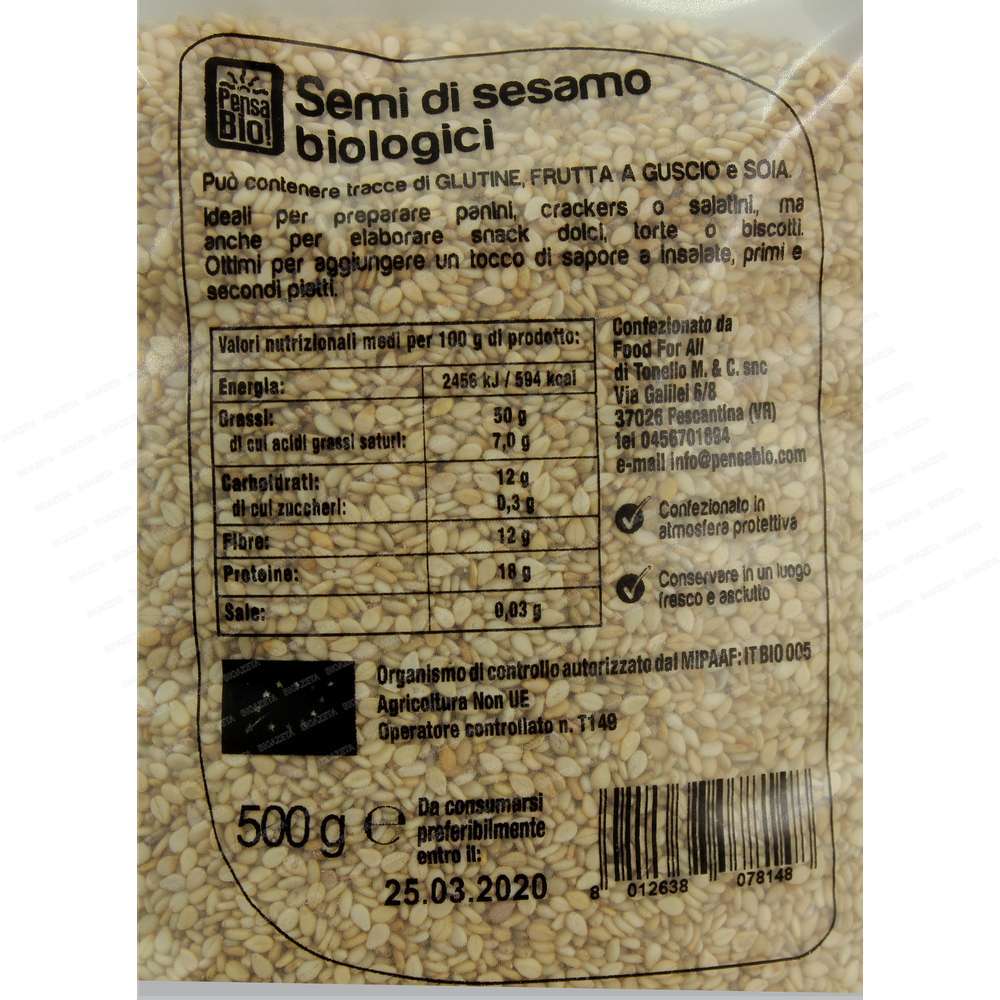 Pensa
Bio!
Semi di sesamo
biologici
Può contenere tracce di GLUTINE, FRUTTA A GUSCIO e SOIA.
Ideali per preparare panini, crackers o salatini, ma
anche per elaborare snack dolci, torte o biscotti.
Ottimi per aggiungere un tocco di sapore a insalate, primi e
secondi piatti.
Valori nutrizionali medi per 100 g di prodotto:
Energia: 2456 kJ / 594 kcal
Grassi: 50 g
di cui acidi grassi saturi: 7,0 g
Carboidrati: 12 g
di cui zuccheri: 0,3 g
Fibre: 12 g
Proteine: 18 g
Sale: 0,03 g
Confezionato da
Food For All
di Tonello M. & C. snc
Via Galilei 6/8
37026 Pescantina (VR)
tel 0456701694
e-mail info@pensabio.com
Confezionato in
atmosfera protettiva
Conservare in un luogo
fresco e asciutto
Organismo di controllo autorizzato dal MIPAAF: IT BIO 005
Agricoltura Non UE
Operatore controllato n. T149
BIOAZETA
500 g e
Da consumarsi
preferibilmente
entro il:
25.03.2020
8 012638 078148